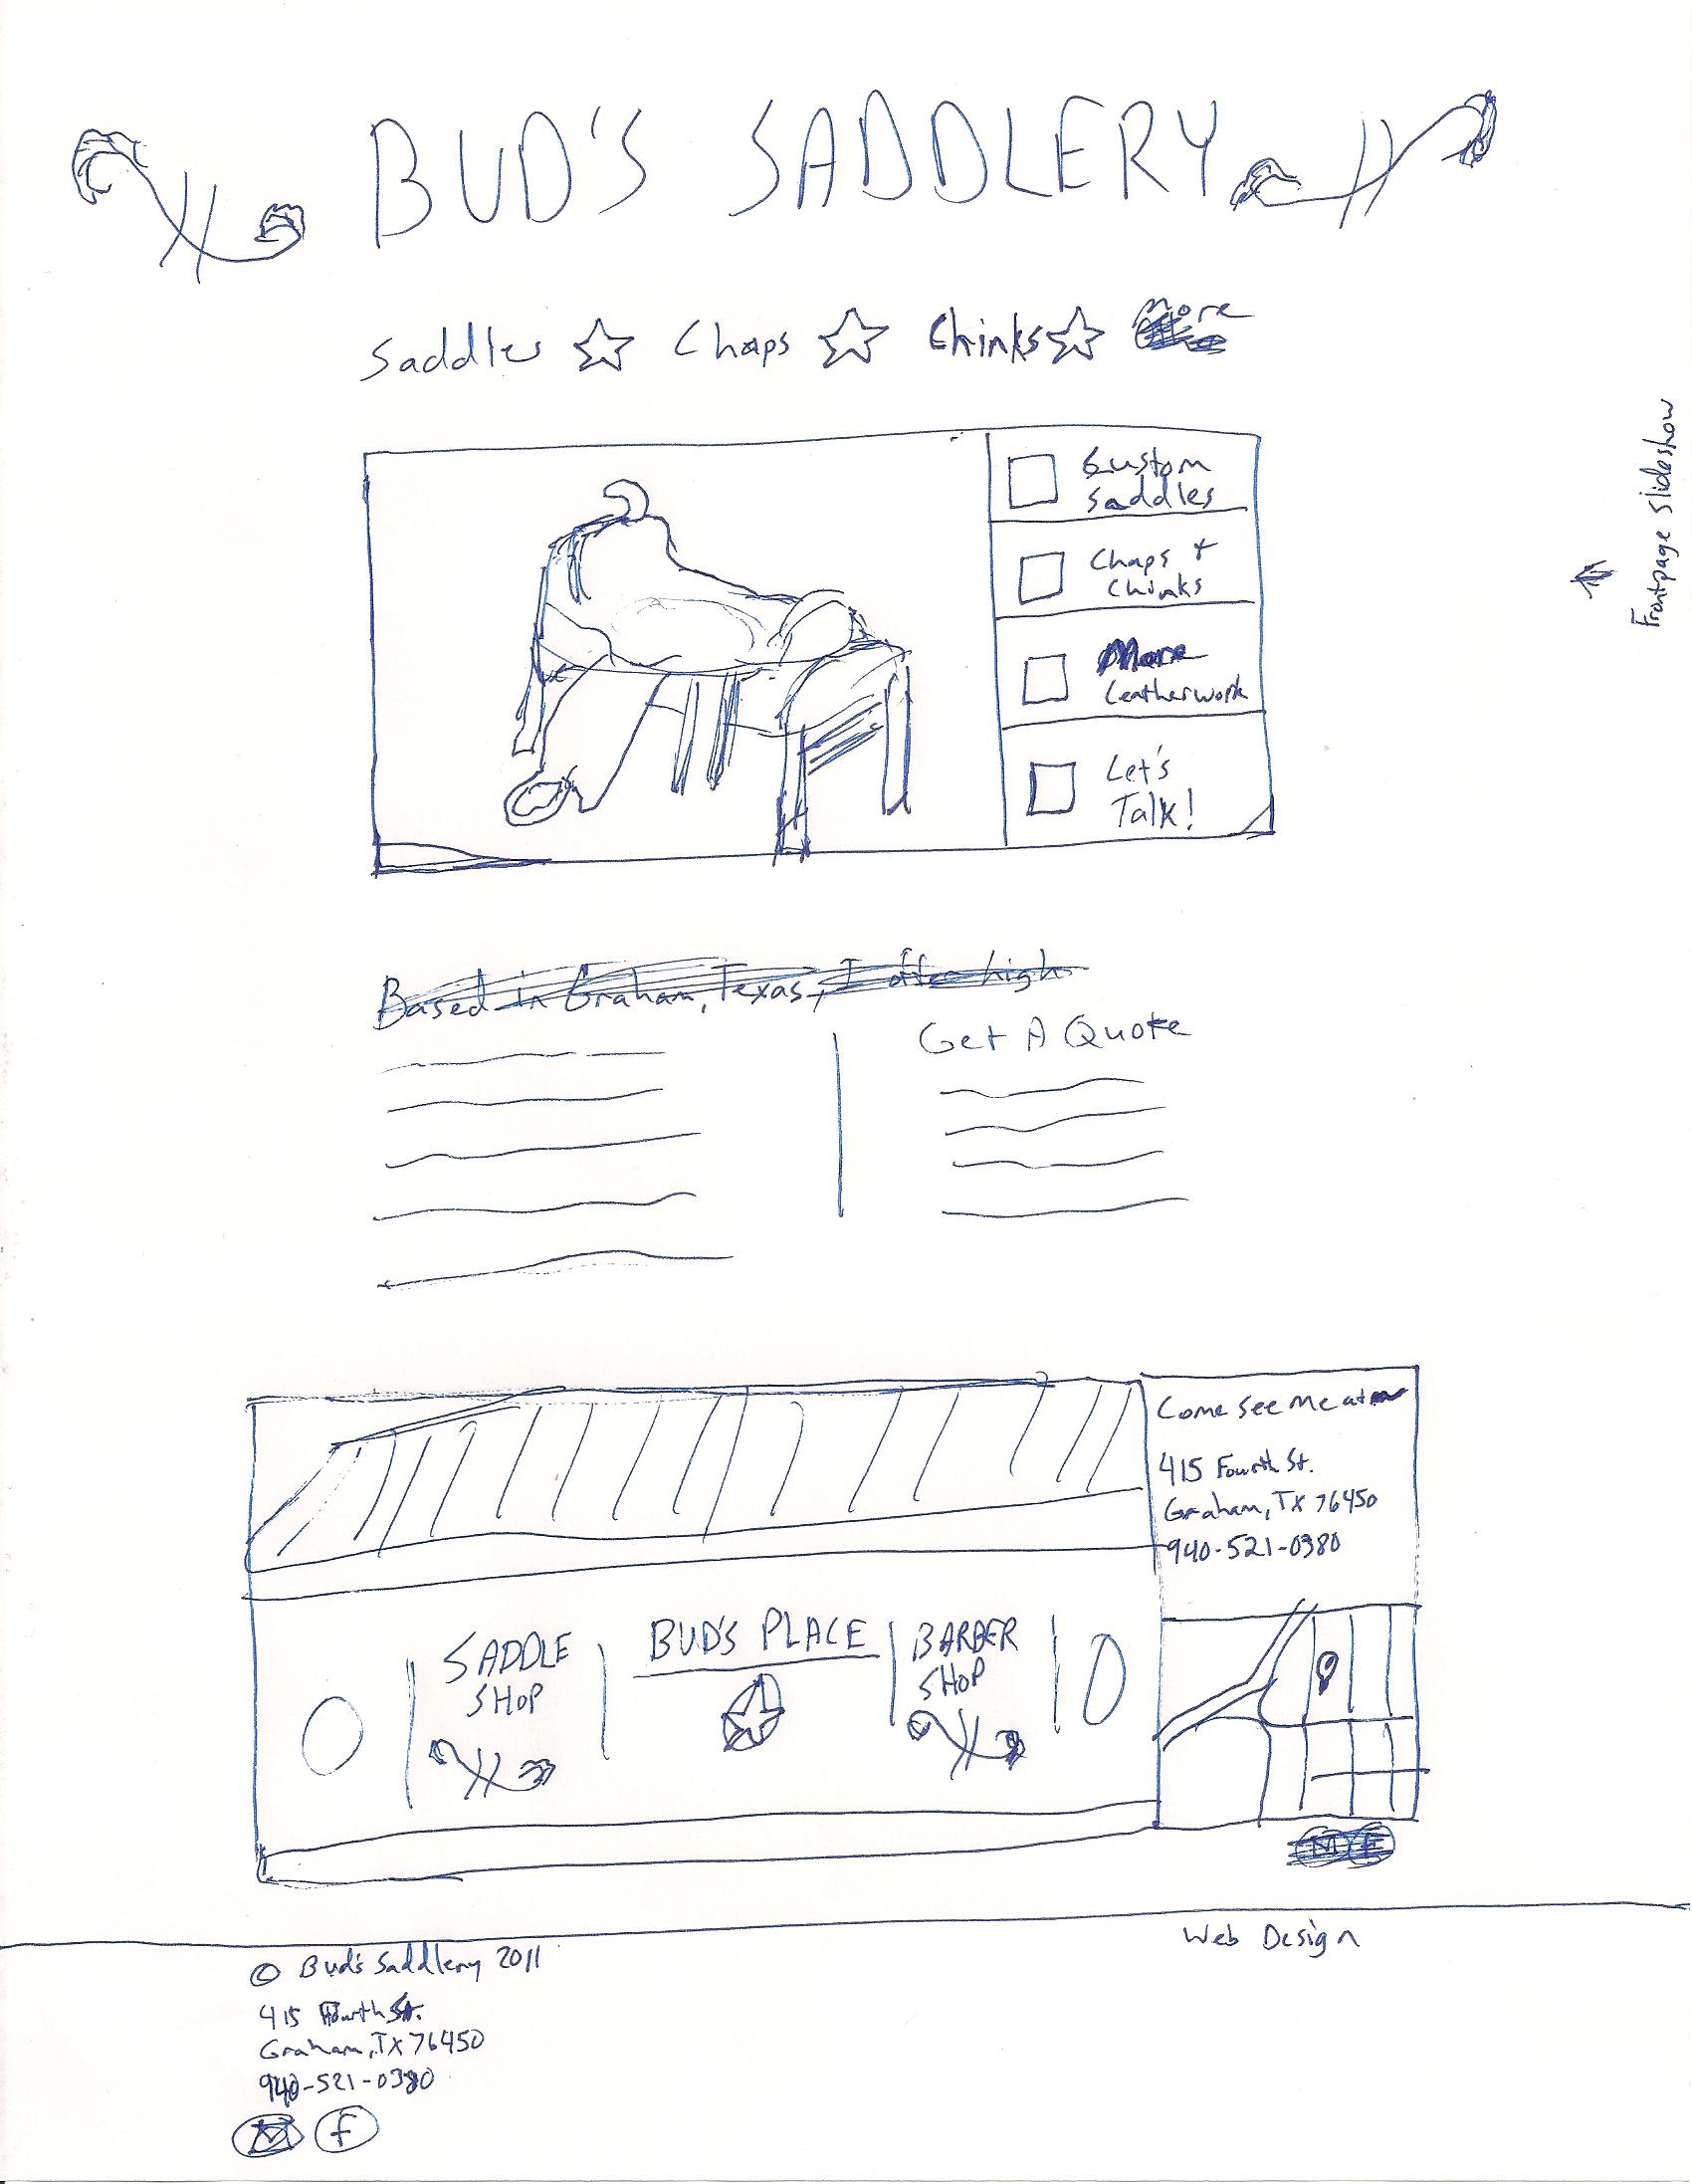 BUD'S SADDLERY
Saddles ☆ Chaps ☆ Chinks ☆ More
Custom
Saddles
Chaps +
Chinks
More
Leatherwork
Let's
Talk!
Frontpage slideshow
Based in Graham, Texas, I offer high
Get A Quote
Come see me at
415 Fourth St.
Graham, TX 76450
940-521-0380
SADDLE
SHOP
BUD'S PLACE
BARBER
SHOP
M f
Web Design
© Bud's Saddlery 2011
415 Fourth St.
Graham, TX 76450
940-521-0380
M f